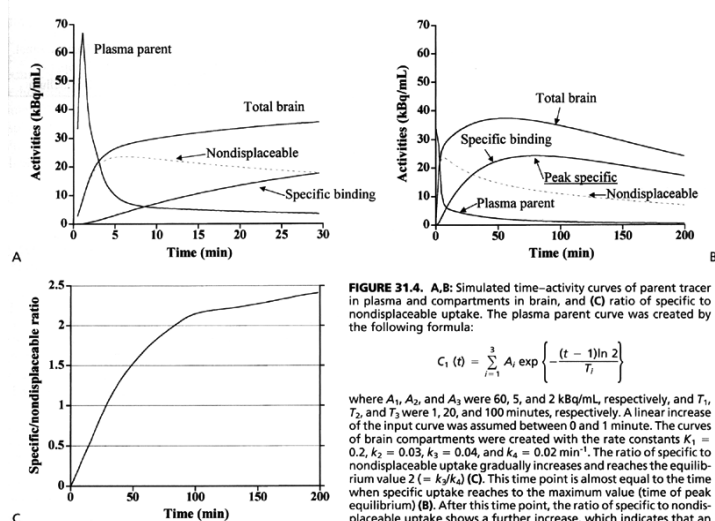 70
60
50
40
30
20
10
0
Activities (kBq/mL)
Plasma parent
Total brain
Nondisplaceable
Specific binding
0 5 10 15 20 25 30
Time (min)
A
70
60
50
40
30
20
10
0
Activities (kBq/mL)
Total brain
Specific binding
Peak specific
Nondisplaceable
Plasma parent
0 50 100 150 200
Time (min)
B
2.5
2
1.5
1
0.5
0
Specific/nondisplaceable ratio
0 50 100 150 200
Time (min)
C
FIGURE 31.4. A,B: Simulated time–activity curves of parent tracer
in plasma and compartments in brain, and (C) ratio of specific to
nondisplaceable uptake. The plasma parent curve was created by
the following formula:
C₁ (t) = 3 ∑ i=1 Aᵢ exp {− (t − 1)ln 2 / Tᵢ}
where A₁, A₂, and A₃ were 60, 5, and 2 kBq/mL, respectively, and T₁,
T₂, and T₃ were 1, 20, and 100 minutes, respectively. A linear increase
of the input curve was assumed between 0 and 1 minute. The curves
of brain compartments were created with the rate constants K₁ =
0.2, k₂ = 0.03, k₃ = 0.04, and k₄ = 0.02 min⁻¹. The ratio of specific to
nondisplaceable uptake gradually increases and reaches the equilib-
rium value 2 (= k₃/k₄) (C). This time point is almost equal to the time
when specific uptake reaches to the maximum value (time of peak
equilibrium) (B). After this time point, the ratio of specific to nondis-
placeable uptake shows a further increase, which indicates that an